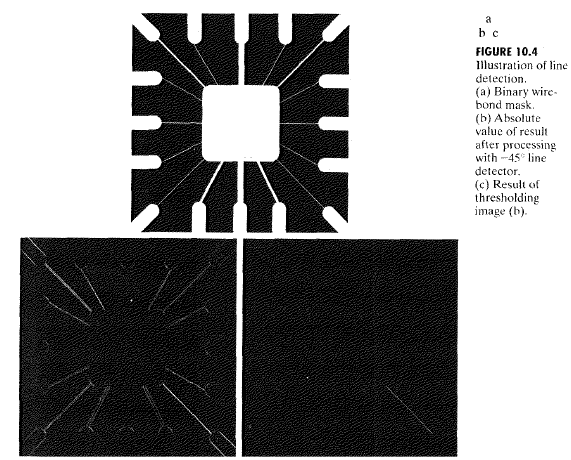 a
b c
FIGURE 10.4
Illustration of line
detection.
(a) Binary wire-
bond mask.
(b) Absolute
value of result
after processing
with −45° line
detector.
(c) Result of
thresholding
image (b).